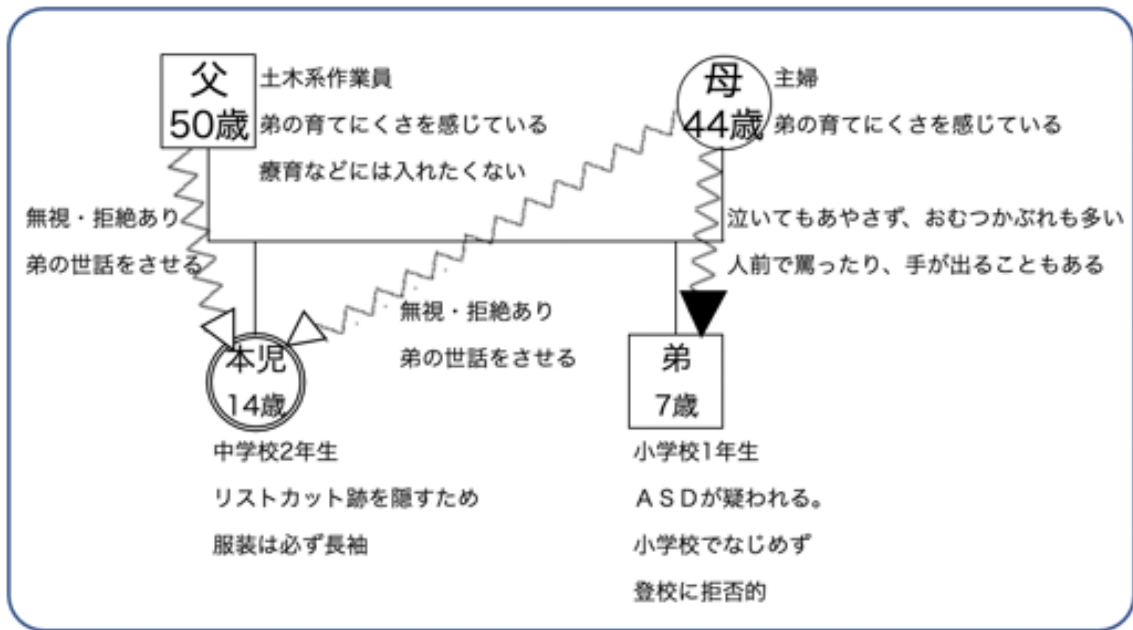 父
50歳
土木系作業員
弟の育てにくさを感じている
療育などには入れたくない
母
44歳
主婦
弟の育てにくさを感じている
無視・拒絶あり
弟の世話をさせる
泣いてもあやさず、おむつかぶれも多い
人前で罵ったり、手が出ることもある
無視・拒絶あり
弟の世話をさせる
本児
14歳
中学校2年生
リストカット跡を隠すため
服装は必ず長袖
弟
7歳
小学校1年生
ＡＳＤが疑われる。
小学校でなじめず
登校に拒否的